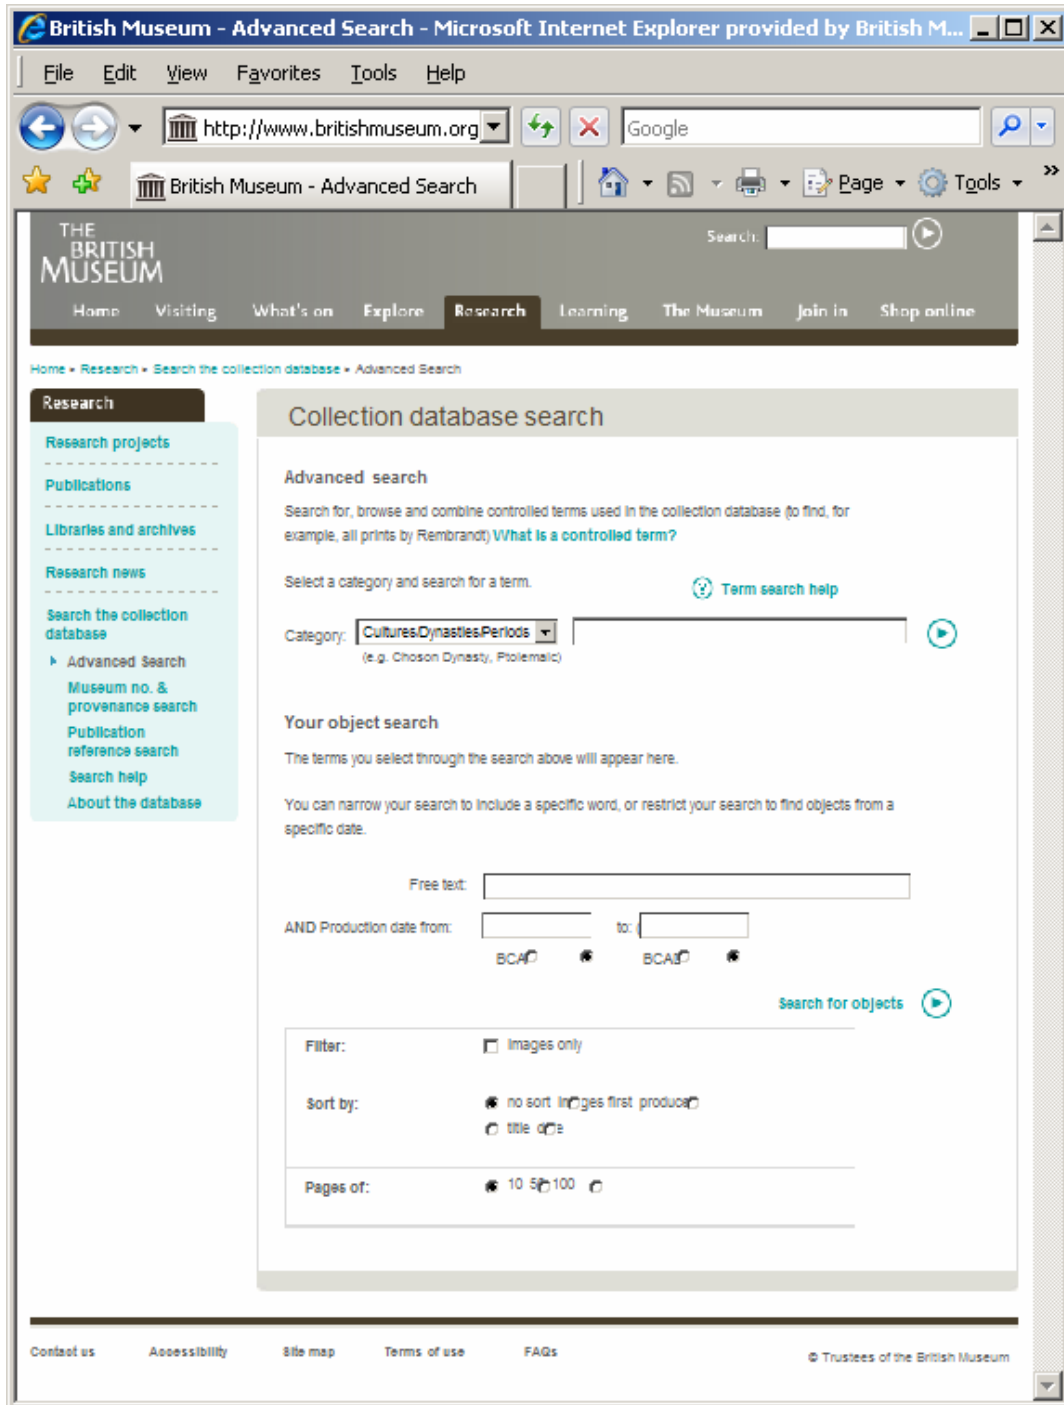 British Museum - Advanced Search - Microsoft Internet Explorer provided by British M...
File Edit View Favorites Tools Help
http://www.britishmuseum.org
Google
British Museum - Advanced Search
Page Tools »
THE
BRITISH
MUSEUM
Search:
Home Visiting What's on Explore Research Learning The Museum Join in Shop online
Home • Research • Search the collection database • Advanced Search
Research
Research projects
Publications
Libraries and archives
Research news
Search the collection
database
Advanced Search
Museum no. &
provenance search
Publication
reference search
Search help
About the database
Collection database search
Advanced search
Search for, browse and combine controlled terms used in the collection database (to find, for
example, all prints by Rembrandt) What is a controlled term?
Select a category and search for a term.
Term search help
Category: Cultures/Dynasties/Periods
(e.g. Choson Dynasty, Ptolemaic)
Your object search
The terms you select through the search above will appear here.
You can narrow your search to include a specific word, or restrict your search to find objects from a
specific date.
Free text:
AND Production date from: to:
Search for objects
Filter: Images only
Sort by: no sort first
title
Pages of: 10 100
Contact us Accessibility Site map Terms of use FAQs
© Trustees of the British Museum